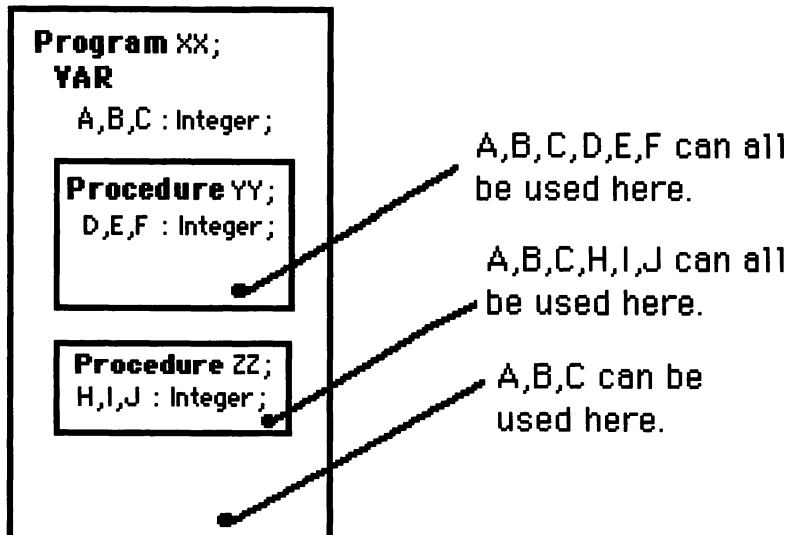 Program XX;
VAR
A,B,C : Integer;
Procedure YY;
D,E,F : Integer;
Procedure ZZ;
H,I,J : Integer;
A,B,C,D,E,F can all
be used here.
A,B,C,H,I,J can all
be used here.
A,B,C can be
used here.